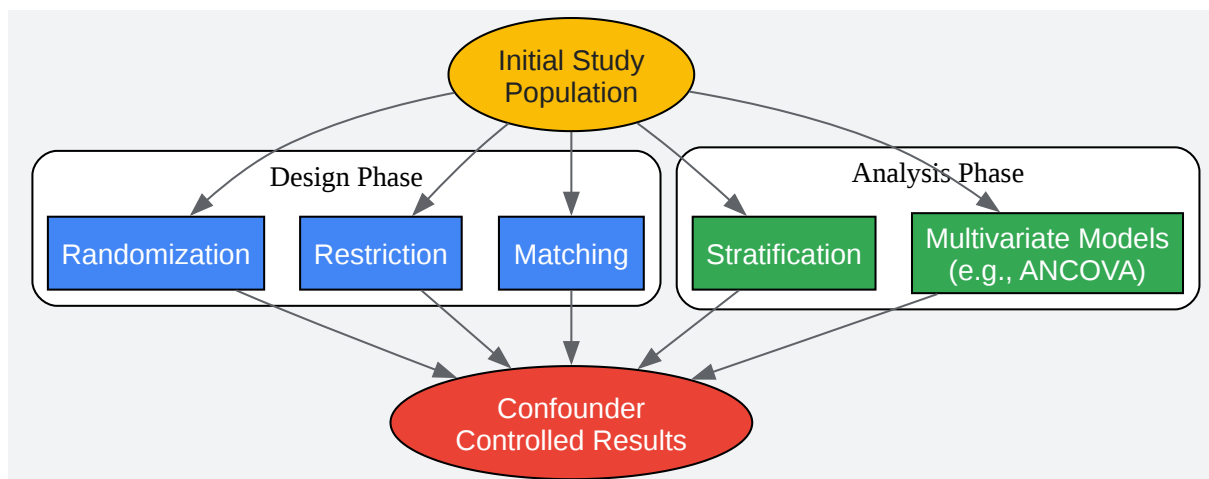 Initial Study
Population
Design Phase
Analysis Phase
Randomization
Restriction
Matching
Stratification
Multivariate Models
(e.g., ANCOVA)
Confounder
Controlled Results